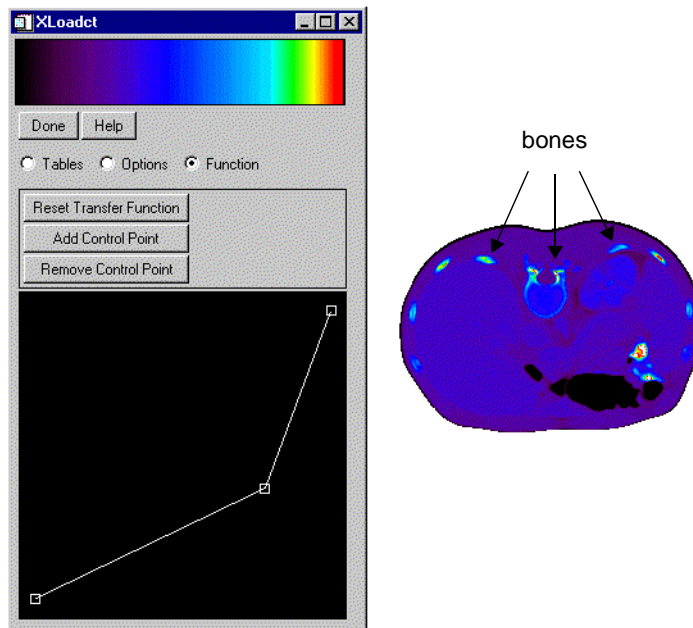 XLoadct
Done Help
Tables Options Function
Reset Transfer Function
Add Control Point
Remove Control Point
bones